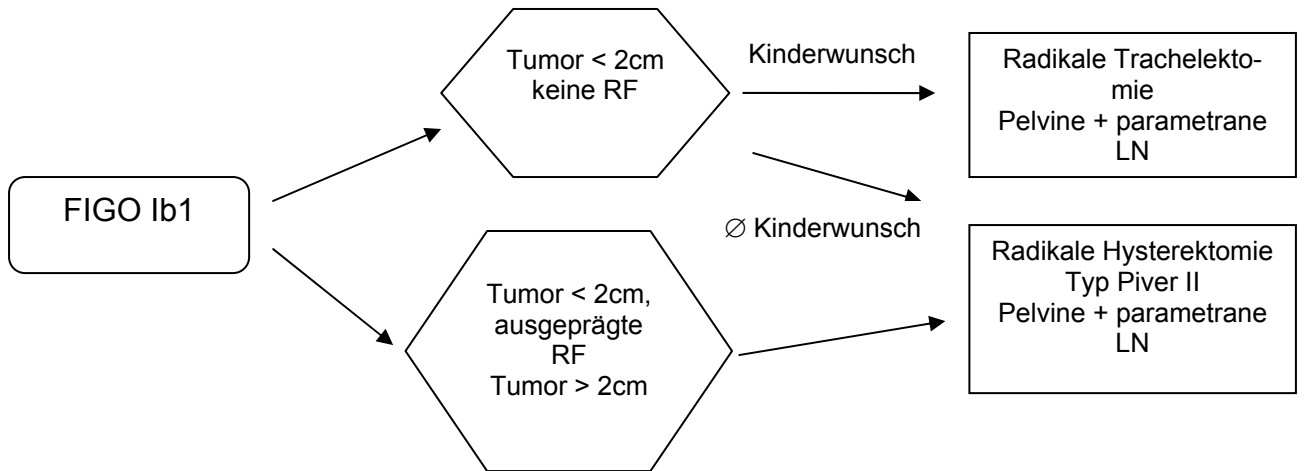 FIGO Ib1
Tumor < 2cm
keine RF
Kinderwunsch
Radikale Trachelekto-
mie
Pelvine + parametrane
LN
∅ Kinderwunsch
Tumor < 2cm,
ausgeprägte
RF
Tumor > 2cm
Radikale Hysterektomie
Typ Piver II
Pelvine + parametrane
LN